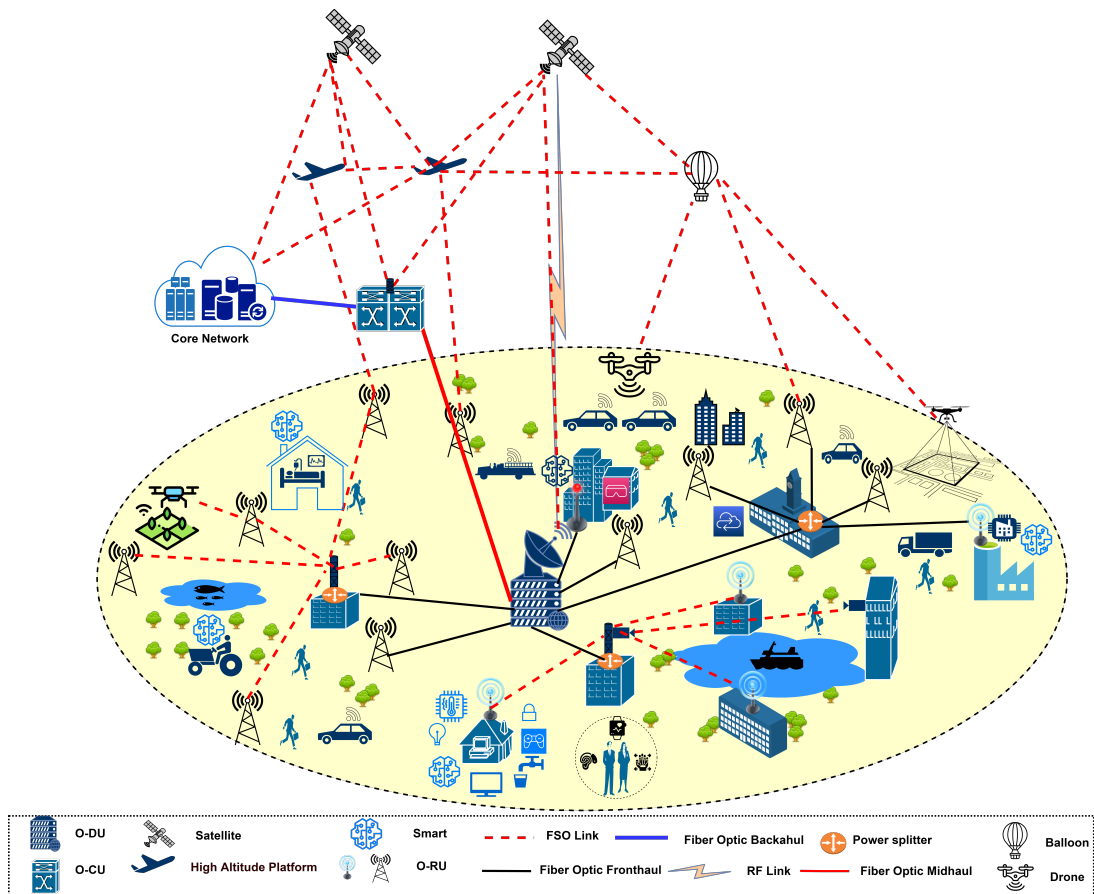 Core Network
O-DU
Satellite
Smart
FSO Link
Fiber Optic Backahul
Power splitter
Balloon
O-CU
High Altitude Platform
O-RU
Fiber Optic Fronthaul
RF Link
Fiber Optic Midhaul
Drone